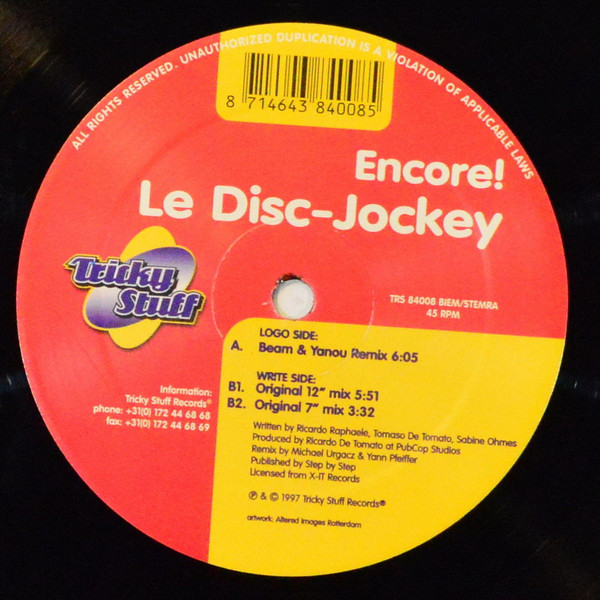 ALL RIGHTS RESERVED. UNAUTHORIZED DUPLICATION IS A VIOLATION OF APPLICABLE LAWS
8 714643 840085
Encore!
Le Disc-Jockey
Tricky
Stuff
TRS 84008 BIEM/STEMRA
45 RPM
LOGO SIDE:
A. Beam & Yanou Remix 6:05
WRITE SIDE:
B1. Original 12" mix 5:51
B2. Original 7" mix 3:32
Information:
Tricky Stuff Records®
phone: +31(0) 172 44 68 68
fax: +31(0) 172 44 68 69
Written by Ricardo Raphaele, Tomaso De Tomato, Sabine Ohmes
Produced by Ricardo De Tomato at PubCop Studios
Remix by Michael Urgacz & Yann Pfeiffer
Published by Step by Step
Licensed from X-IT Records
℗ & © 1997 Tricky Stuff Records®
artwork: Altered Images Rotterdam